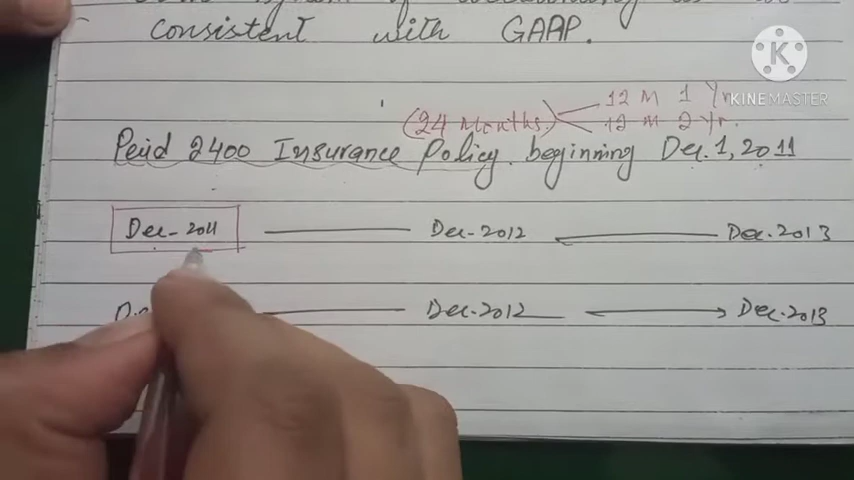 consistent with GAAP.
(24 Months) 12 M 1 Yr
12 m 2 Yr.
Paid 2400 Insurance Policy. beginning Dec. 1, 2011
Dec-2011 Dec-2012 Dec.2013
Dec.2012 Dec.2013
K
KINEMASTER